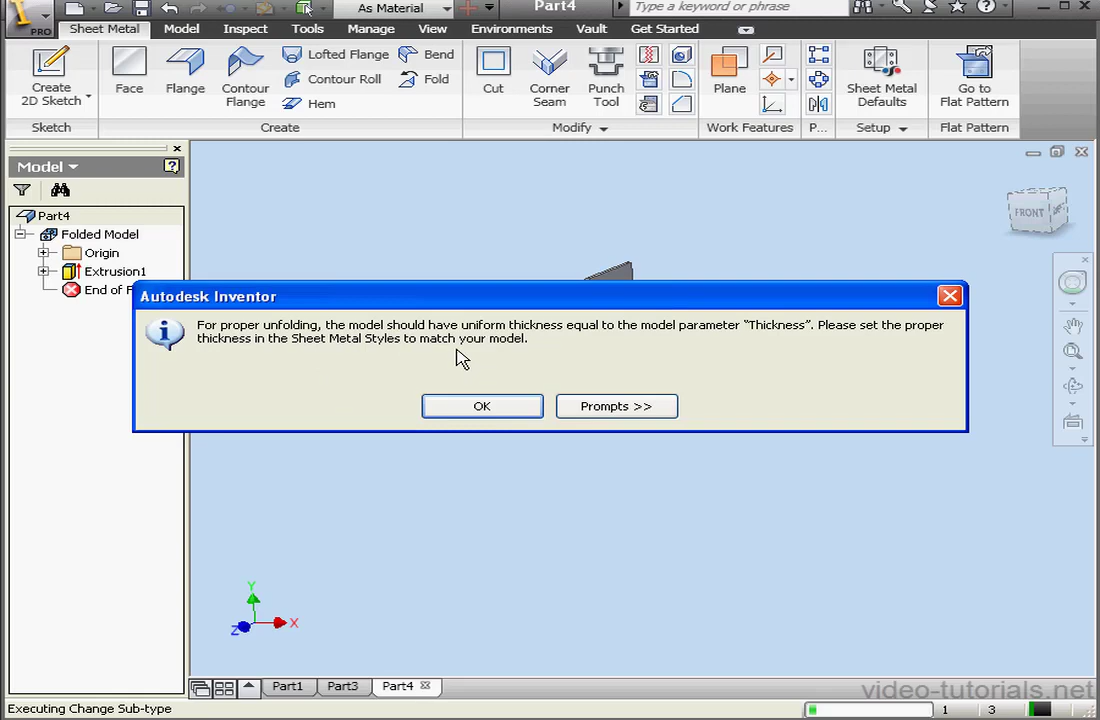 As Material
Part4
Type a keyword or phrase
PRO
Sheet Metal
Model
Inspect
Tools
Manage
View
Environments
Vault
Get Started
Create
2D Sketch
Face
Flange
Contour
Flange
Lofted Flange
Contour Roll
Hem
Bend
Fold
Cut
Corner
Seam
Punch
Tool
Plane
Sheet Metal
Defaults
Go to
Flat Pattern
Sketch
Create
Modify
Work Features
P...
Setup
Flat Pattern
Model
Part4
Folded Model
Origin
Extrusion1
End of F
FRONT
Autodesk Inventor
For proper unfolding, the model should have uniform thickness equal to the model parameter "Thickness". Please set the proper
thickness in the Sheet Metal Styles to match your model.
OK
Prompts >>
Y
X
Z
Part1
Part3
Part4
video-tutorials.net
Executing Change Sub-type
1
3